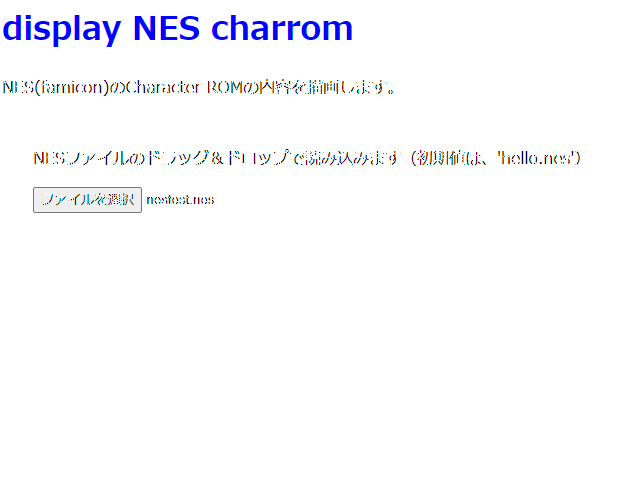 display NES charrom
NES(famicon)のCharacter ROMの内容を描画します。
NESファイルのドラッグ＆ドロップで読み込みます（初期値は、'hello.nes'）
ファイルを選択 nestest.nes